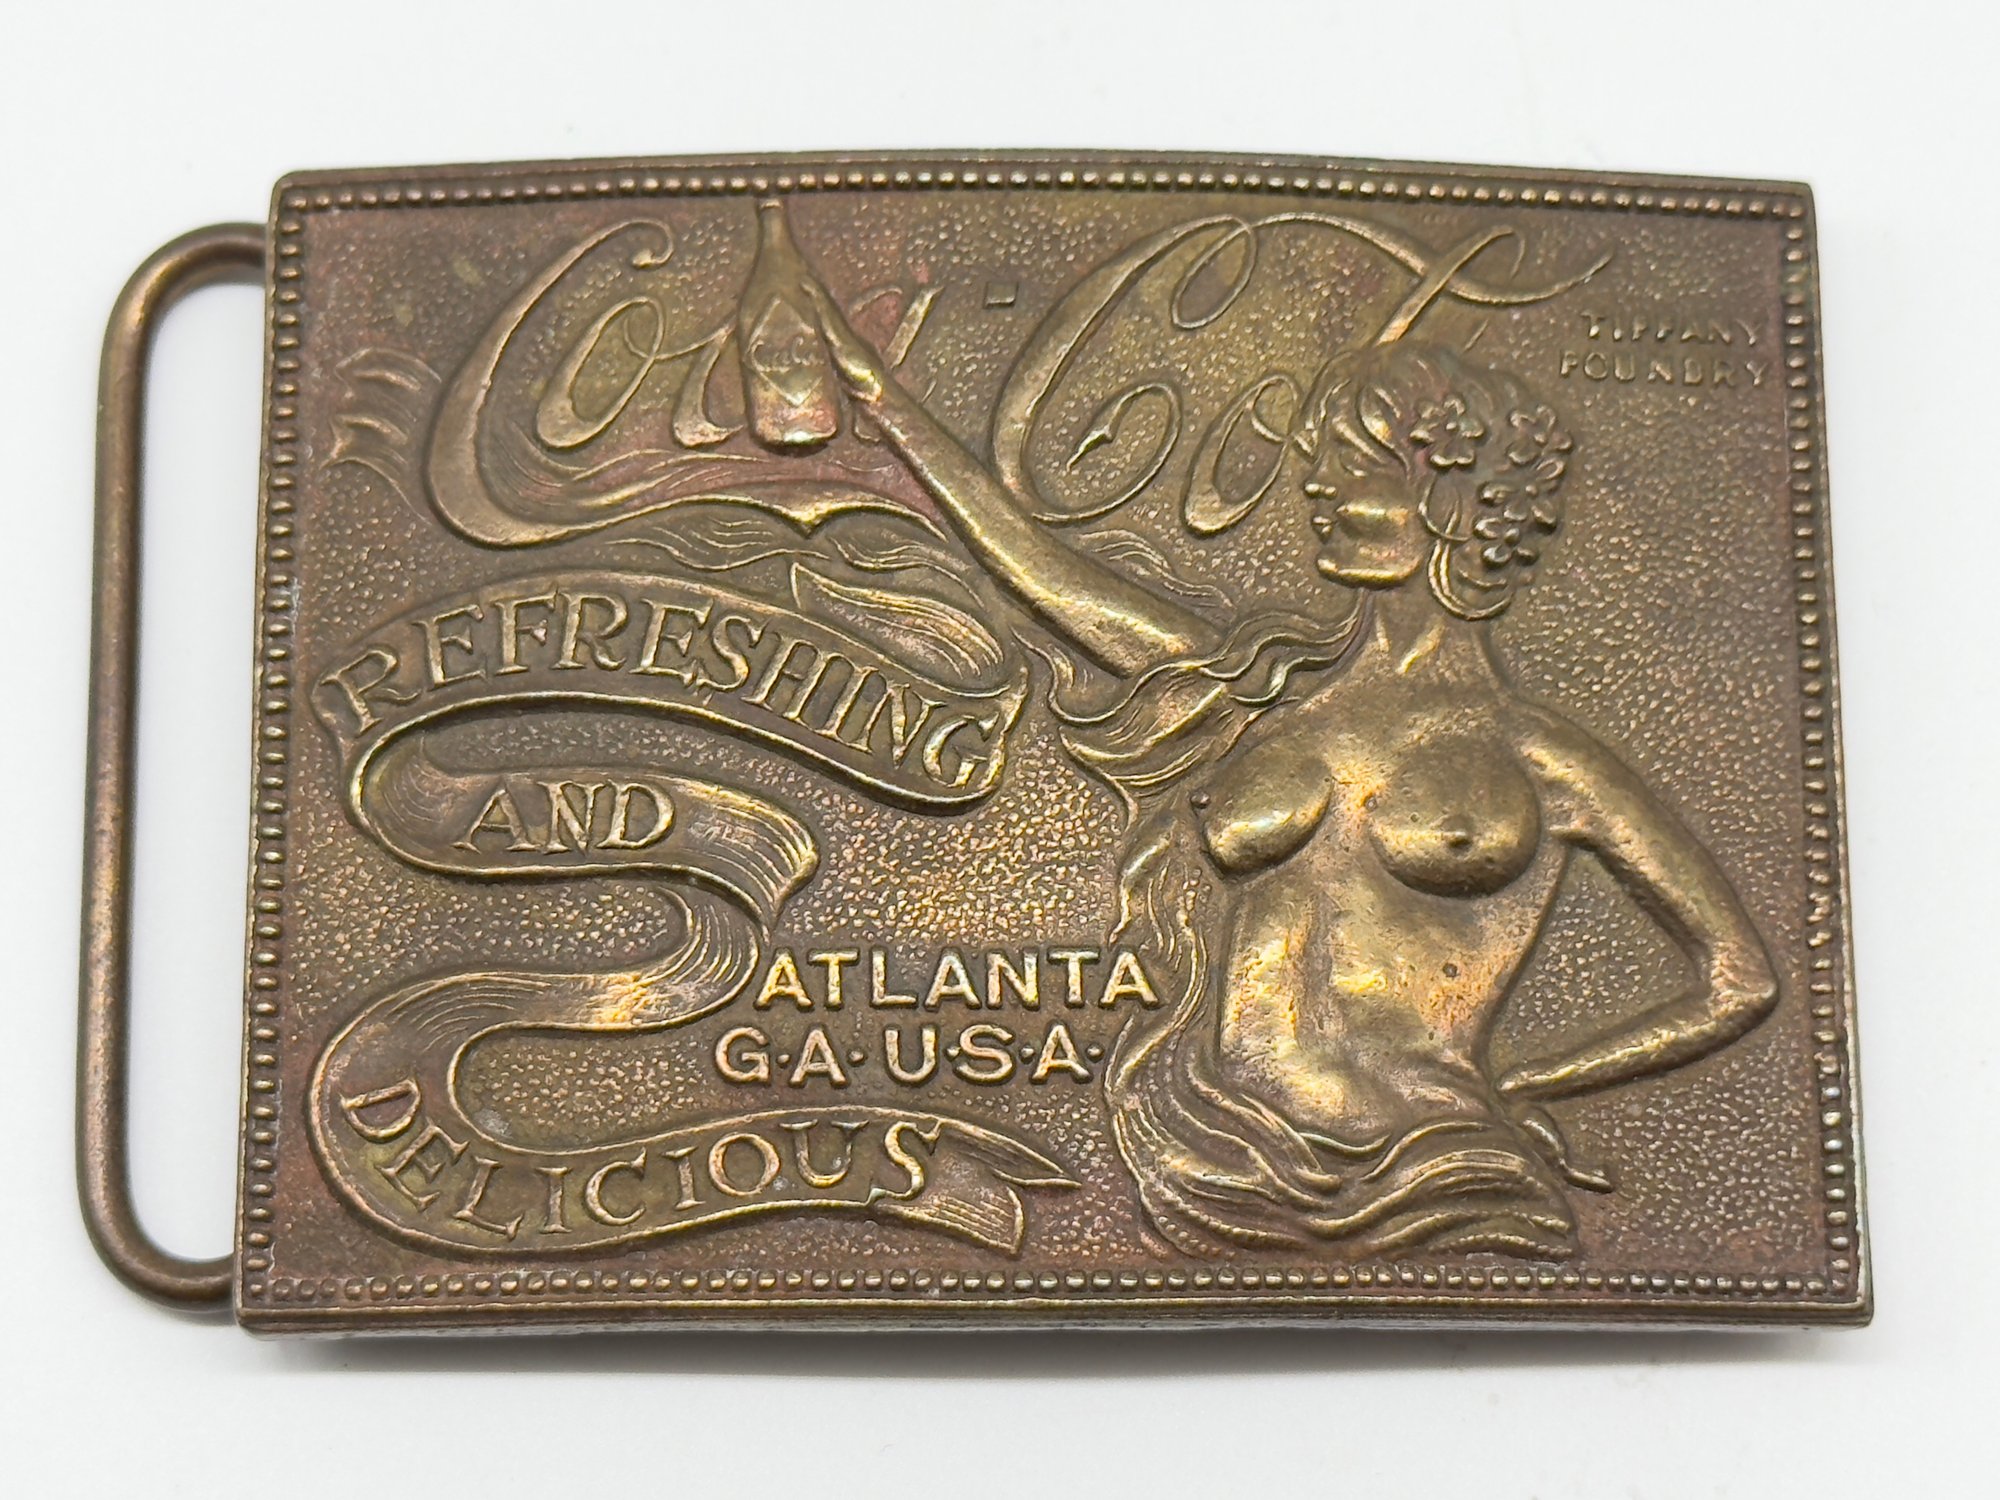 Coca-Cola
TIFFANY
FOUNDRY
REFRESHING
AND
DELICIOUS
ATLANTA
G·A·U·S·A·